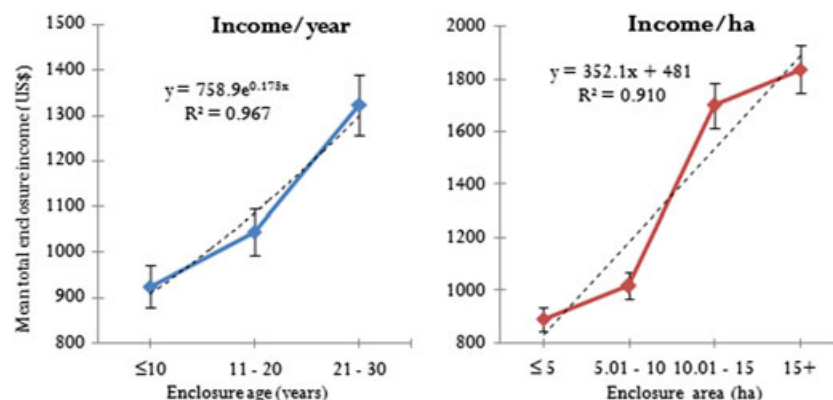 Income/year
y = 758.9e^0.178x
R² = 0.967
Mean total enclosure income (US$)
1500
1400
1300
1200
1100
1000
900
800
≤10
11 - 20
21 - 30
Enclosure age (years)
Income/ha
y = 352.1x + 481
R² = 0.910
2000
1800
1600
1400
1200
1000
800
≤ 5
5.01 - 10
10.01 - 15
15+
Enclosure area (ha)